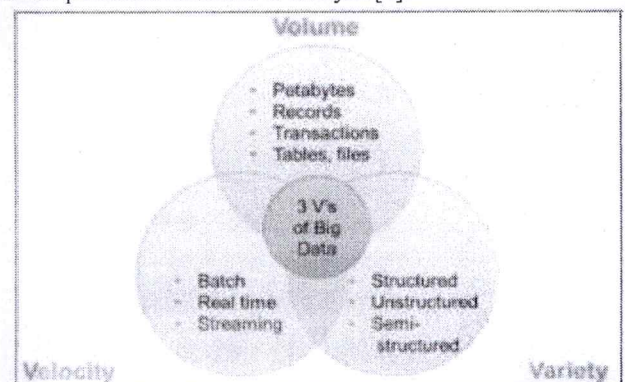 Volume
Petabytes
Records
Transactions
Tables, files
3 V's
of Big
Data
Batch
Real time
Streaming
Structured
Unstructured
Semi-
structured
Velocity
Variety